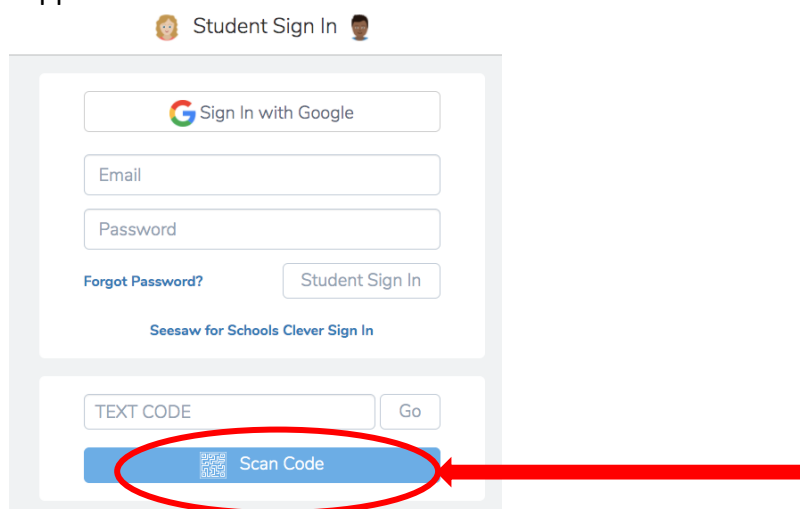 Student Sign In
Sign In with Google
Email
Password
Forgot Password?
Student Sign In
Seesaw for Schools Clever Sign In
TEXT CODE
Go
Scan Code